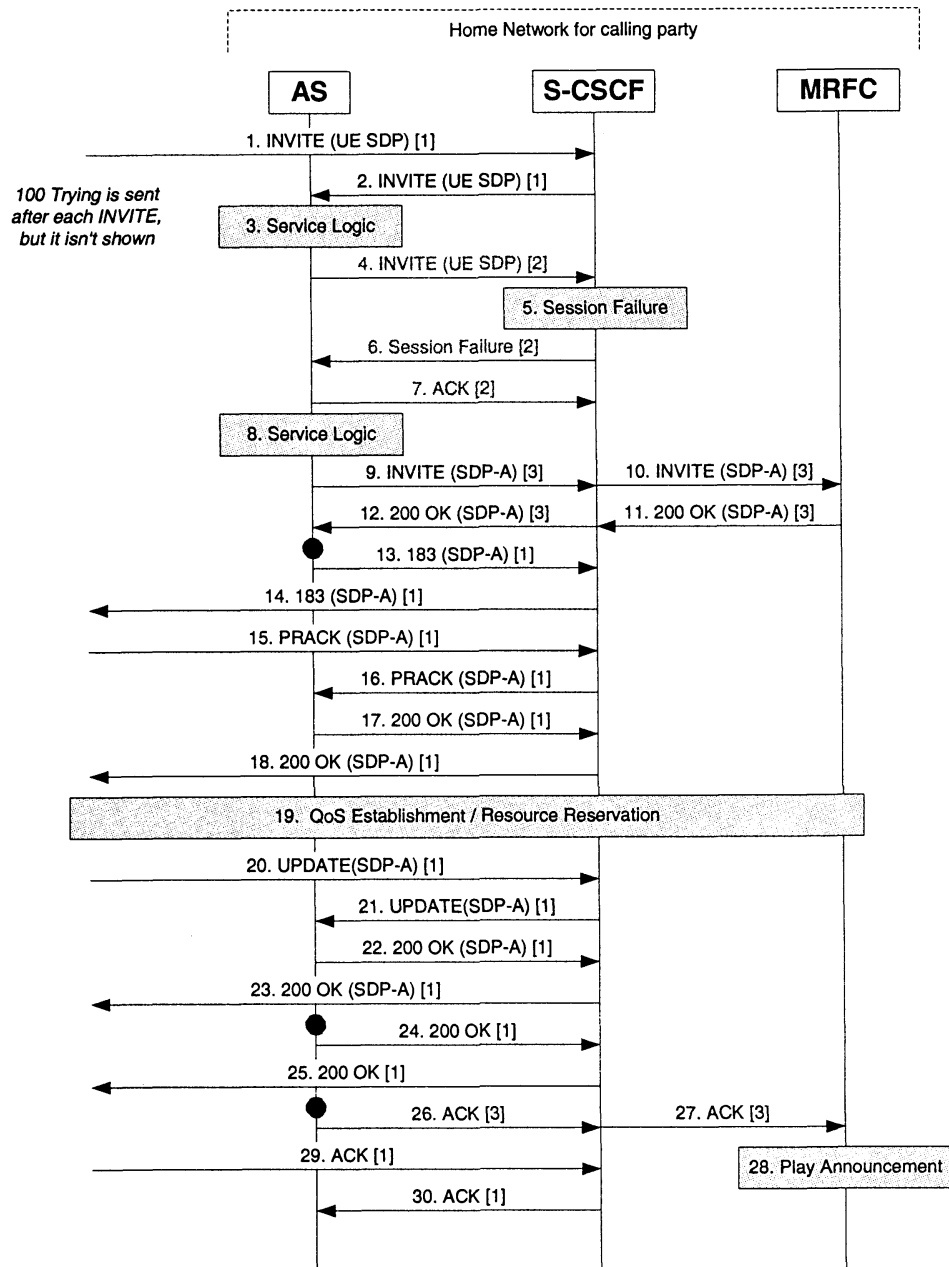 Home Network for calling party
AS
S-CSCF
MRFC
1. INVITE (UE SDP) [1]
2. INVITE (UE SDP) [1]
100 Trying is sent
after each INVITE,
but it isn't shown
3. Service Logic
4. INVITE (UE SDP) [2]
5. Session Failure
6. Session Failure [2]
7. ACK [2]
8. Service Logic
9. INVITE (SDP-A) [3]
10. INVITE (SDP-A) [3]
12. 200 OK (SDP-A) [3]
11. 200 OK (SDP-A) [3]
13. 183 (SDP-A) [1]
14. 183 (SDP-A) [1]
15. PRACK (SDP-A) [1]
16. PRACK (SDP-A) [1]
17. 200 OK (SDP-A) [1]
18. 200 OK (SDP-A) [1]
19. QoS Establishment / Resource Reservation
20. UPDATE(SDP-A) [1]
21. UPDATE(SDP-A) [1]
22. 200 OK (SDP-A) [1]
23. 200 OK (SDP-A) [1]
24. 200 OK [1]
25. 200 OK [1]
26. ACK [3]
27. ACK [3]
29. ACK [1]
28. Play Announcement
30. ACK [1]